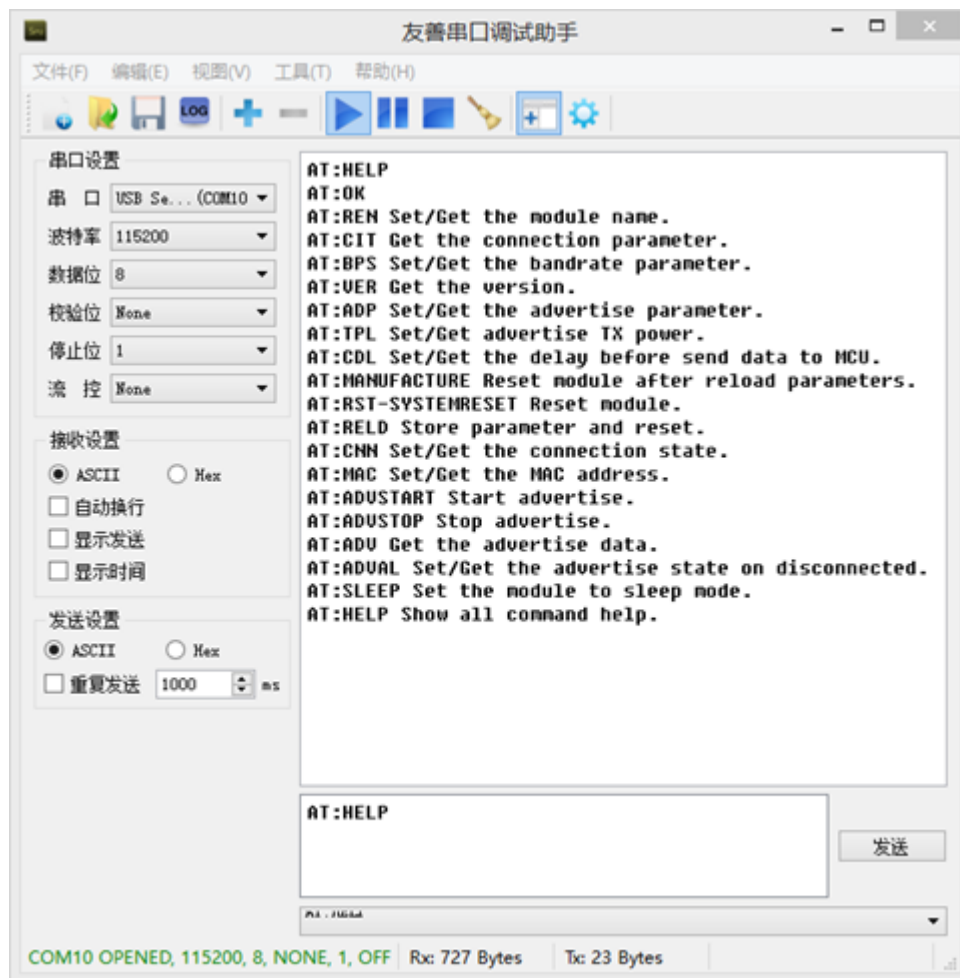 友善串口调试助手
文件(F) 编辑(E) 视图(V) 工具(T) 帮助(H)
LOG
串口设置
串 口 USB Se...(COM10
波特率 115200
数据位 8
校验位 None
停止位 1
流 控 None
接收设置
ASCII Hex
自动换行
显示发送
显示时间
发送设置
ASCII Hex
重复发送 1000 ms
AT:HELP
AT:OK
AT:REN Set/Get the module name.
AT:CIT Get the connection parameter.
AT:BPS Set/Get the bandrate parameter.
AT:VER Get the version.
AT:ADP Set/Get the advertise parameter.
AT:TPL Set/Get advertise TX power.
AT:CDL Set/Get the delay before send data to MCU.
AT:MANUFACTURE Reset module after reload parameters.
AT:RST-SYSTEMRESET Reset module.
AT:RELD Store parameter and reset.
AT:CNN Set/Get the connection state.
AT:MAC Set/Get the MAC address.
AT:ADVSTART Start advertise.
AT:ADVSTOP Stop advertise.
AT:ADV Get the advertise data.
AT:ADVAL Set/Get the advertise state on disconnected.
AT:SLEEP Set the module to sleep mode.
AT:HELP Show all command help.
AT:HELP
发送
COM10 OPENED, 115200, 8, NONE, 1, OFF Rx: 727 Bytes Tx: 23 Bytes